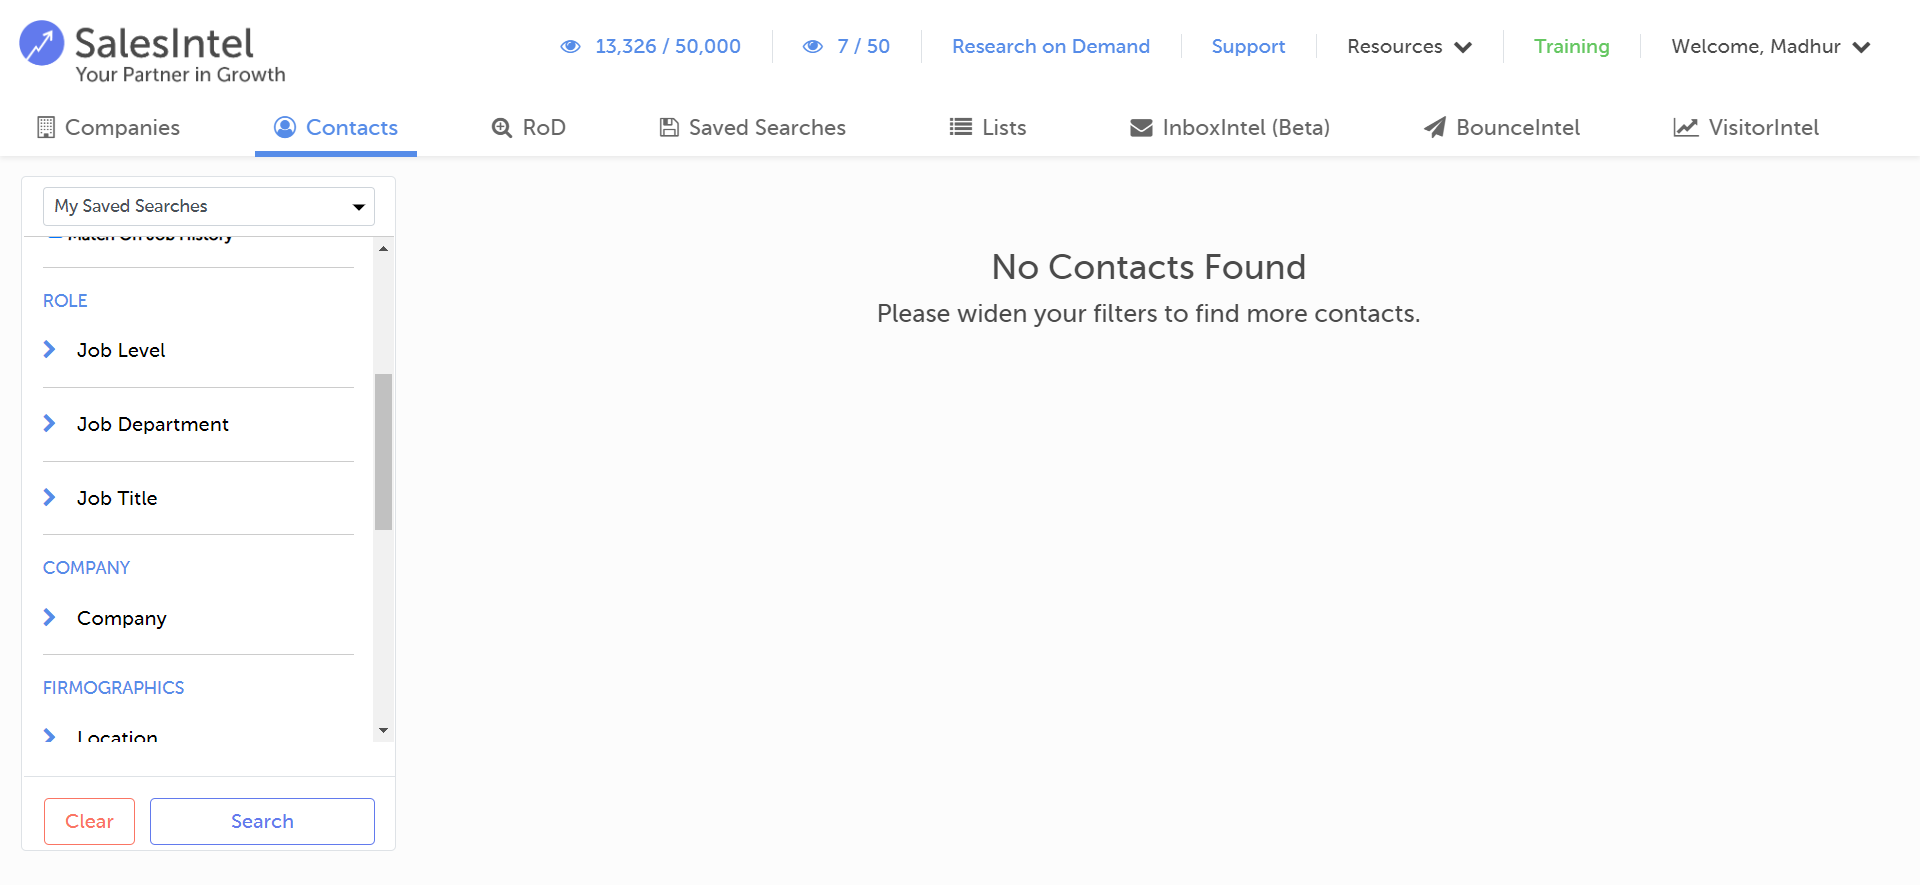 SalesIntel
Your Partner in Growth
13,326 / 50,000
7 / 50
Research on Demand
Support
Resources
Training
Welcome, Madhur
Companies
Contacts
RoD
Saved Searches
Lists
InboxIntel (Beta)
BounceIntel
VisitorIntel
My Saved Searches
Match On Job History
ROLE
Job Level
Job Department
Job Title
COMPANY
Company
FIRMOGRAPHICS
Location
Clear
Search
No Contacts Found
Please widen your filters to find more contacts.